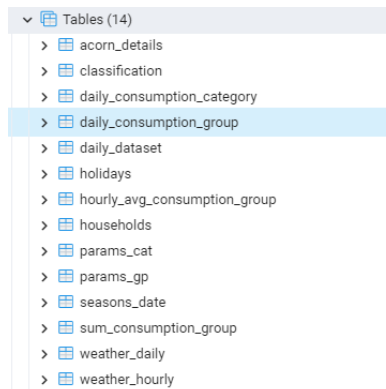 Tables (14)
acorn_details
classification
daily_consumption_category
daily_consumption_group
daily_dataset
holidays
hourly_avg_consumption_group
households
params_cat
params_gp
seasons_date
sum_consumption_group
weather_daily
weather_hourly